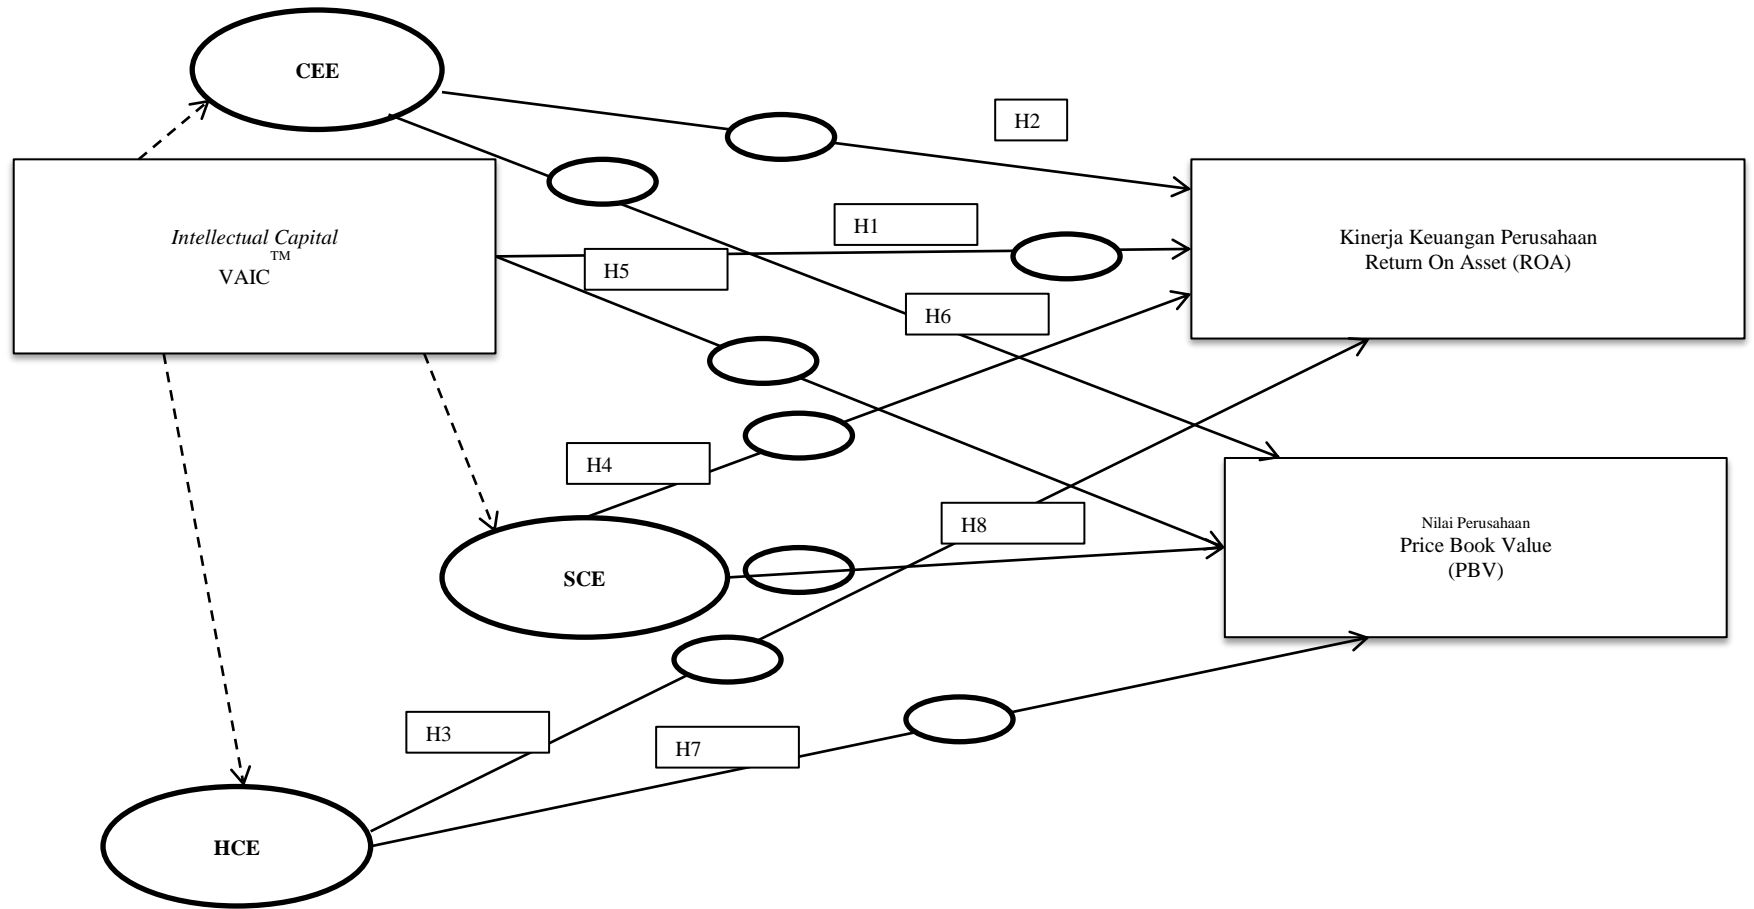 CEE
H2
H1
Intellectual Capital
TM
VAIC
Kinerja Keuangan Perusahaan
Return On Asset (ROA)
H5
H6
H4
H8
Nilai Perusahaan
Price Book Value
(PBV)
SCE
H3
H7
HCE